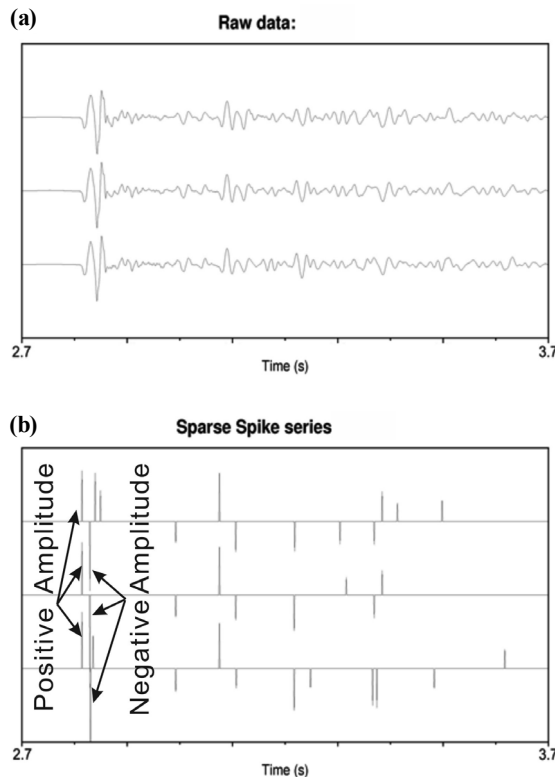 (a)
Raw data:
2.7
3.7
Time (s)
(b)
Sparse Spike series
Positive Amplitude
Negative Amplitude
2.7
3.7
Time (s)